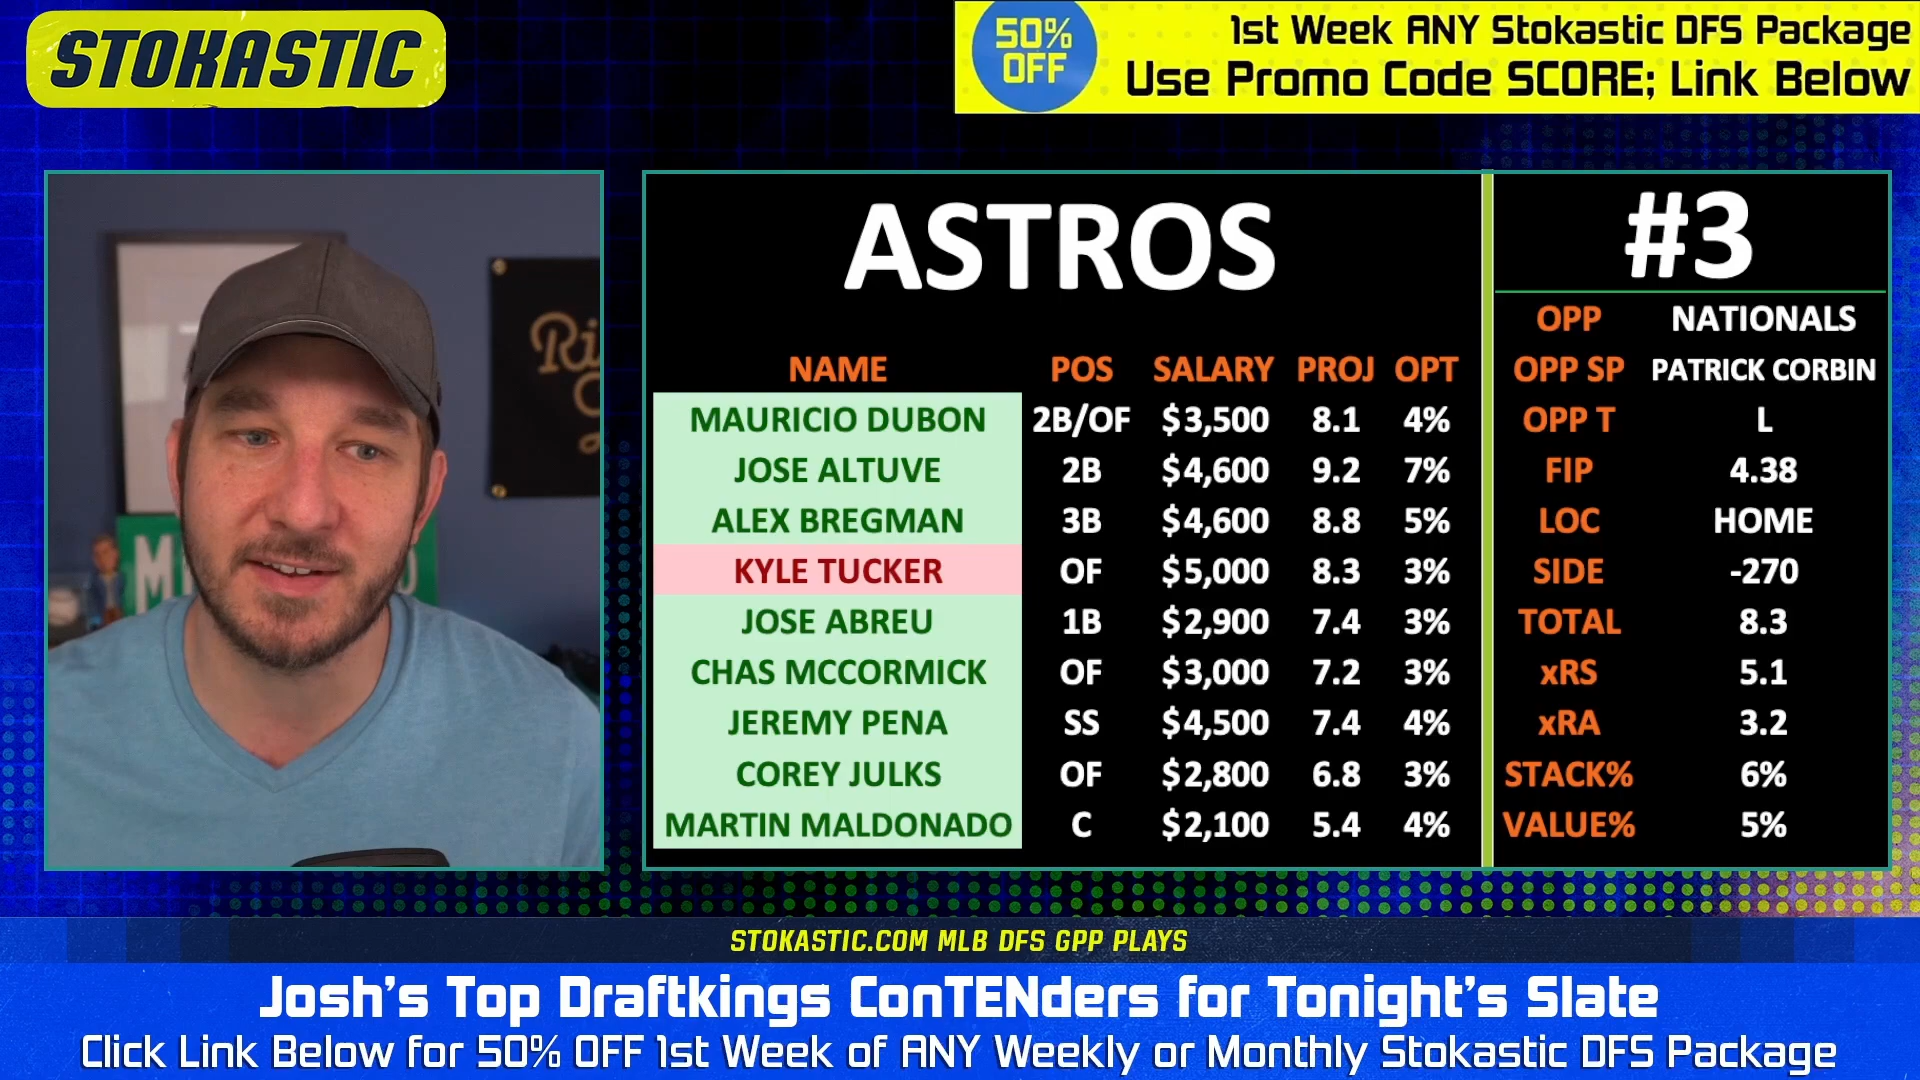 STOKASTIC
50% OFF
1st Week ANY Stokastic DFS Package
Use Promo Code SCORE; Link Below
Ri
M
ASTROS
NAME POS SALARY PROJ OPT
MAURICIO DUBON 2B/OF $3,500 8.1 4%
JOSE ALTUVE 2B $4,600 9.2 7%
ALEX BREGMAN 3B $4,600 8.8 5%
KYLE TUCKER OF $5,000 8.3 3%
JOSE ABREU 1B $2,900 7.4 3%
CHAS MCCORMICK OF $3,000 7.2 3%
JEREMY PENA SS $4,500 7.4 4%
COREY JULKS OF $2,800 6.8 3%
MARTIN MALDONADO C $2,100 5.4 4%
#3
OPP NATIONALS
OPP SP PATRICK CORBIN
OPP T L
FIP 4.38
LOC HOME
SIDE -270
TOTAL 8.3
xRS 5.1
xRA 3.2
STACK% 6%
VALUE% 5%
STOKASTIC.COM MLB DFS GPP PLAYS
Josh's Top Draftkings ConTENders for Tonight's Slate
Click Link Below for 50% OFF 1st Week of ANY Weekly or Monthly Stokastic DFS Package